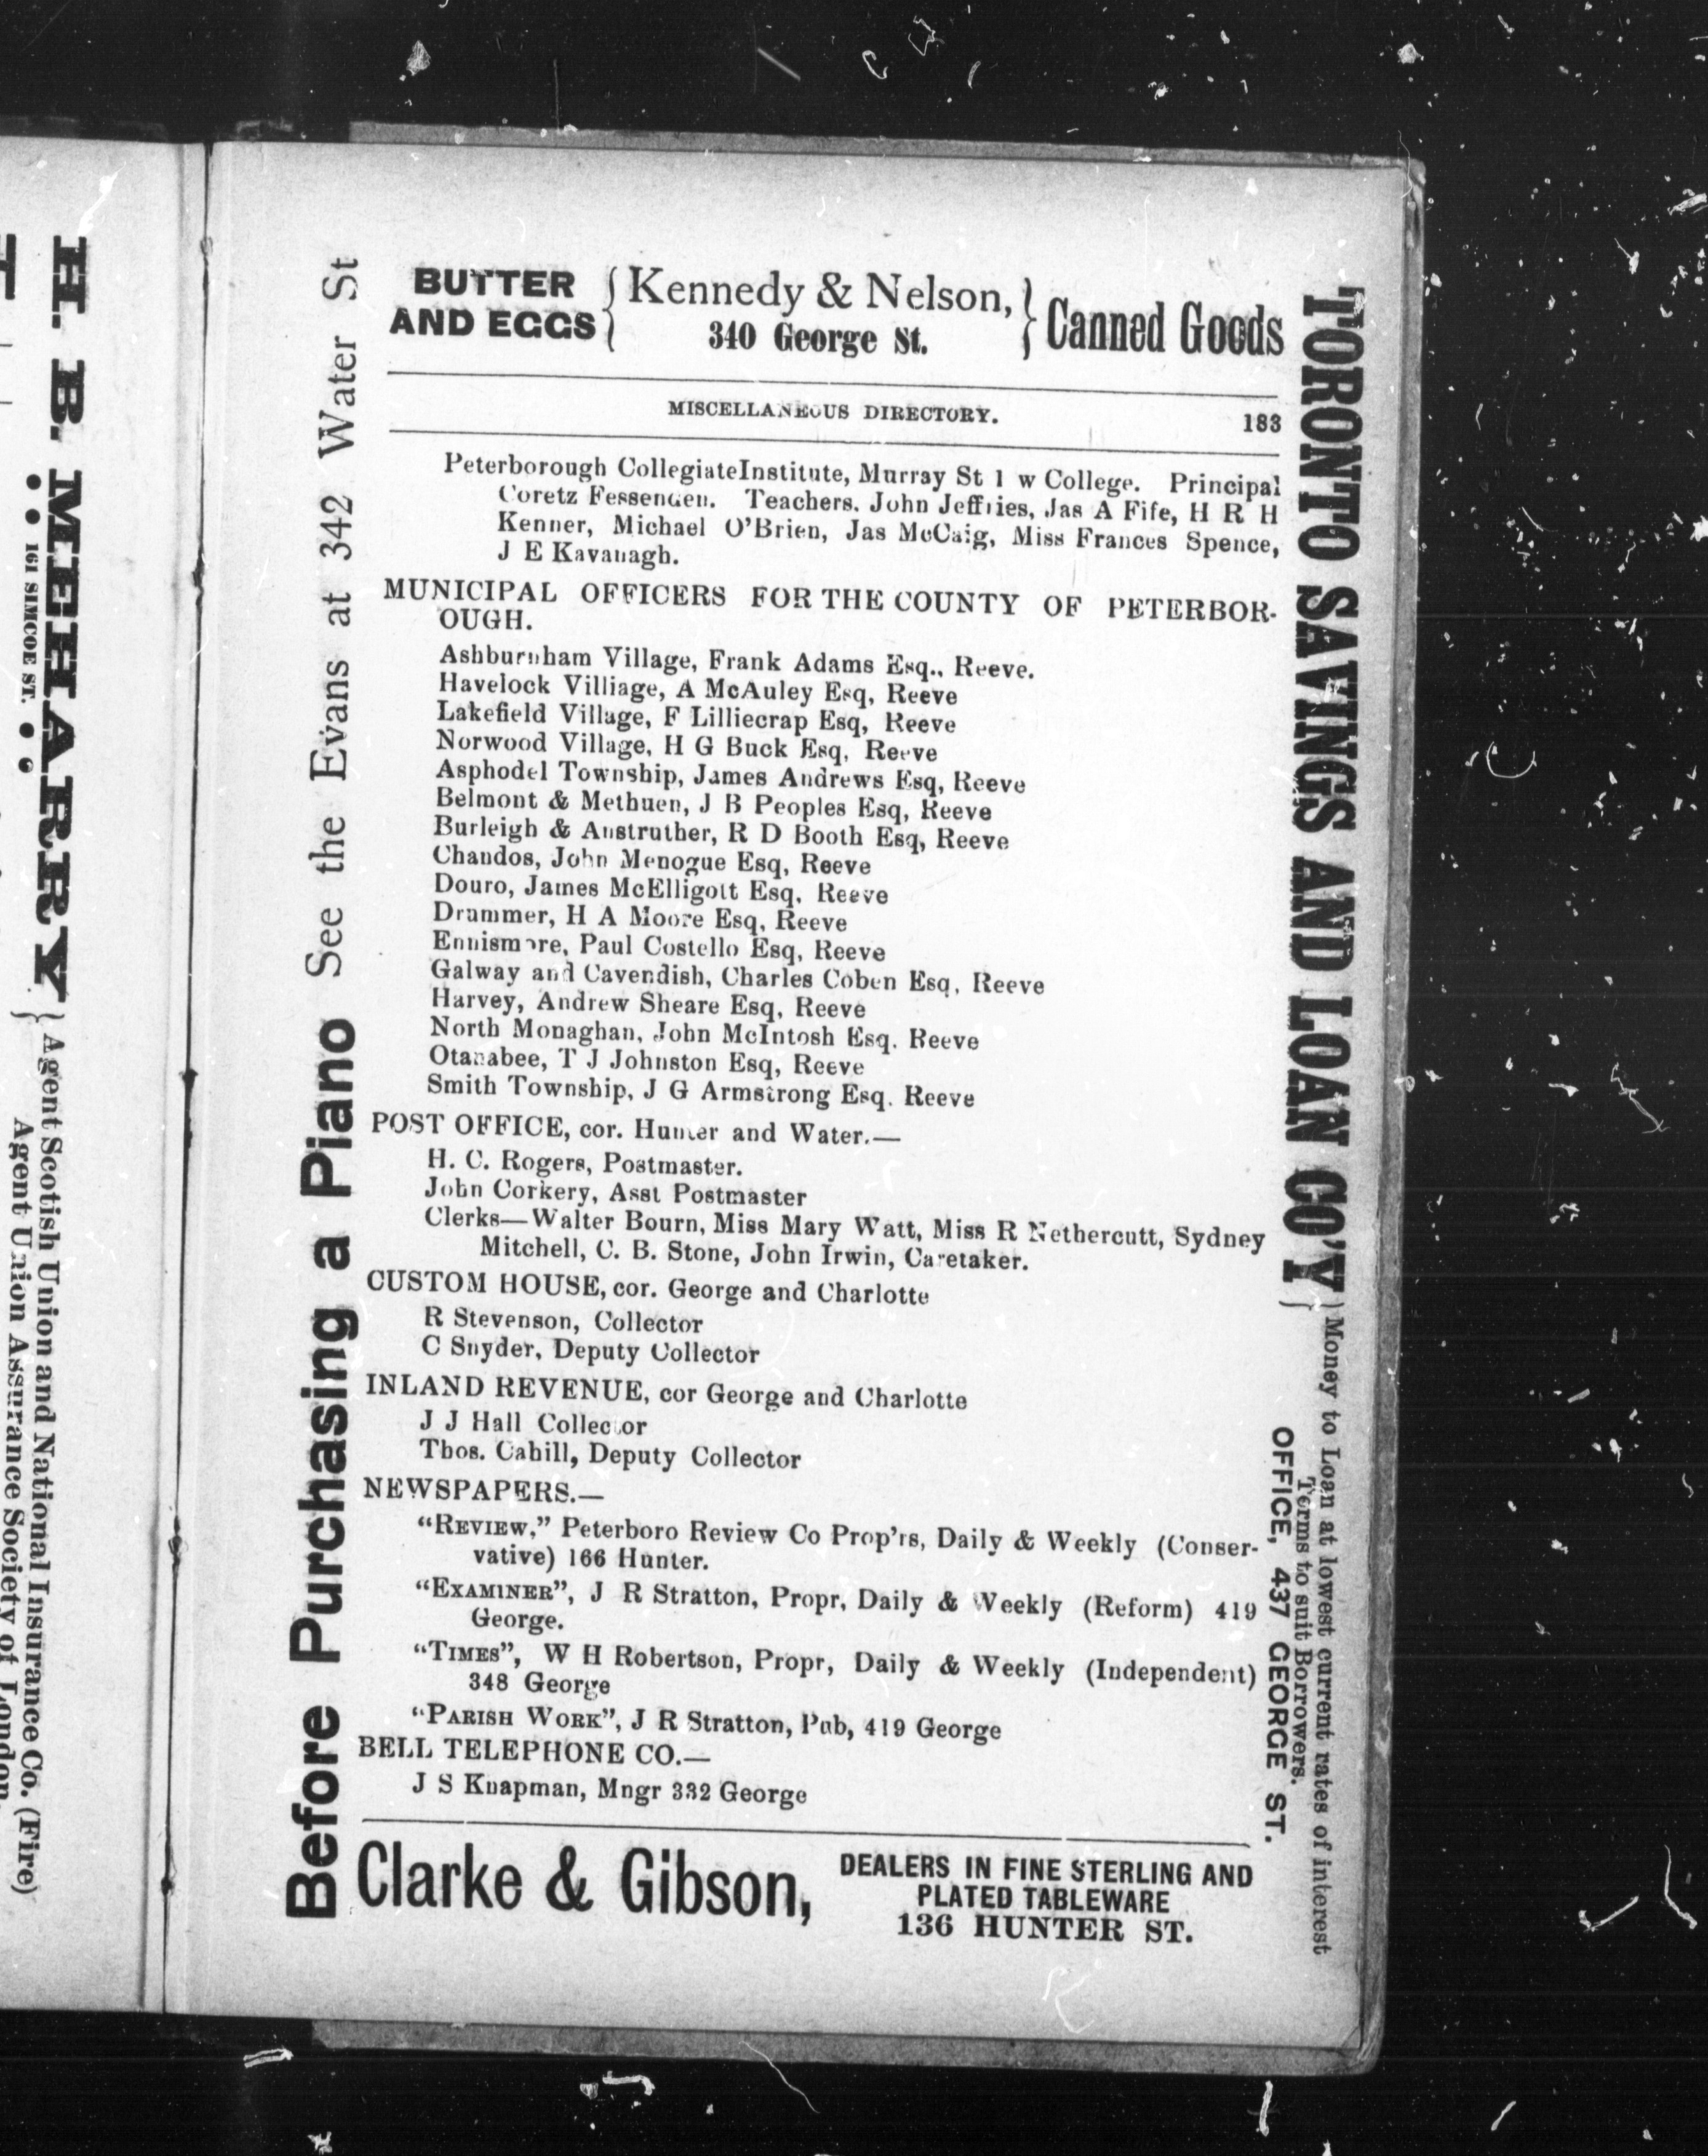 H. B. MEHARRY
161 SIMCOE ST.
} Agent Scotish Union and National Insurance Co. (Fire)
} Agent Union Assurance Society of London.
Before Purchasing a Piano See the Evans at 342 Water St
BUTTER
AND EGGS
{ Kennedy & Nelson, }
340 George St.
Canned Goods
MISCELLANEOUS DIRECTORY. 183
Peterborough CollegiateInstitute, Murray St 1 w College. Principal
Coretz Fessenden. Teachers. John Jeffries, Jas A Fife, H R H
Kenner, Michael O'Brien, Jas McCaig, Miss Frances Spence,
J E Kavanagh.
MUNICIPAL OFFICERS FOR THE COUNTY OF PETERBOR-
OUGH.
Ashburnham Village, Frank Adams Esq., Reeve.
Havelock Villiage, A McAuley Esq, Reeve
Lakefield Village, F Lilliecrap Esq, Reeve
Norwood Village, H G Buck Esq, Reeve
Asphodel Township, James Andrews Esq, Reeve
Belmont & Methuen, J B Peoples Esq, Reeve
Burleigh & Anstruther, R D Booth Esq, Reeve
Chandos, John Menogue Esq, Reeve
Douro, James McElligott Esq, Reeve
Drummer, H A Moore Esq, Reeve
Ennismore, Paul Costello Esq, Reeve
Galway and Cavendish, Charles Coben Esq, Reeve
Harvey, Andrew Sheare Esq, Reeve
North Monaghan, John McIntosh Esq. Reeve
Otanabee, T J Johnston Esq, Reeve
Smith Township, J G Armstrong Esq. Reeve
POST OFFICE, cor. Hunter and Water.—
H. C. Rogers, Postmaster.
John Corkery, Asst Postmaster
Clerks—Walter Bourn, Miss Mary Watt, Miss R Nethercutt, Sydney
Mitchell, C. B. Stone, John Irwin, Caretaker.
CUSTOM HOUSE, cor. George and Charlotte
R Stevenson, Collector
C Snyder, Deputy Collector
INLAND REVENUE, cor George and Charlotte
J J Hall Collector
Thos. Cahill, Deputy Collector
NEWSPAPERS.—
"REVIEW," Peterboro Review Co Prop'rs, Daily & Weekly (Conser-
vative) 166 Hunter.
"EXAMINER", J R Stratton, Propr, Daily & Weekly (Reform) 419
George.
"TIMES", W H Robertson, Propr, Daily & Weekly (Independent)
348 George
"PARISH WORK", J R Stratton, Pub, 419 George
BELL TELEPHONE CO.—
J S Knapman, Mngr 332 George
Clarke & Gibson,
DEALERS IN FINE STERLING AND
PLATED TABLEWARE
136 HUNTER ST.
TORONTO SAVINGS AND LOAN CO'Y
} Money to Loan at lowest current rates of interest
} Terms to suit Borrowers.
OFFICE, 437 GEORGE ST.